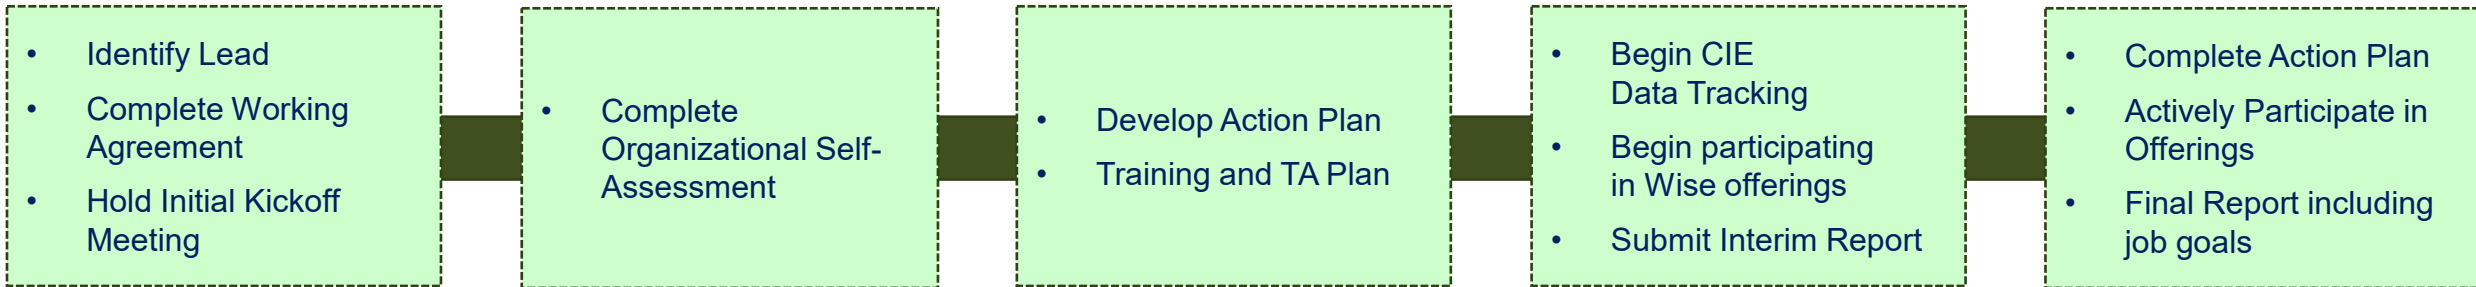 • Identify Lead
• Complete Working
Agreement
• Hold Initial Kickoff
Meeting
• Complete
Organizational Self-
Assessment
• Develop Action Plan
• Training and TA Plan
• Begin CIE
Data Tracking
• Begin participating
in Wise offerings
• Submit Interim Report
• Complete Action Plan
• Actively Participate in
Offerings
• Final Report including
job goals